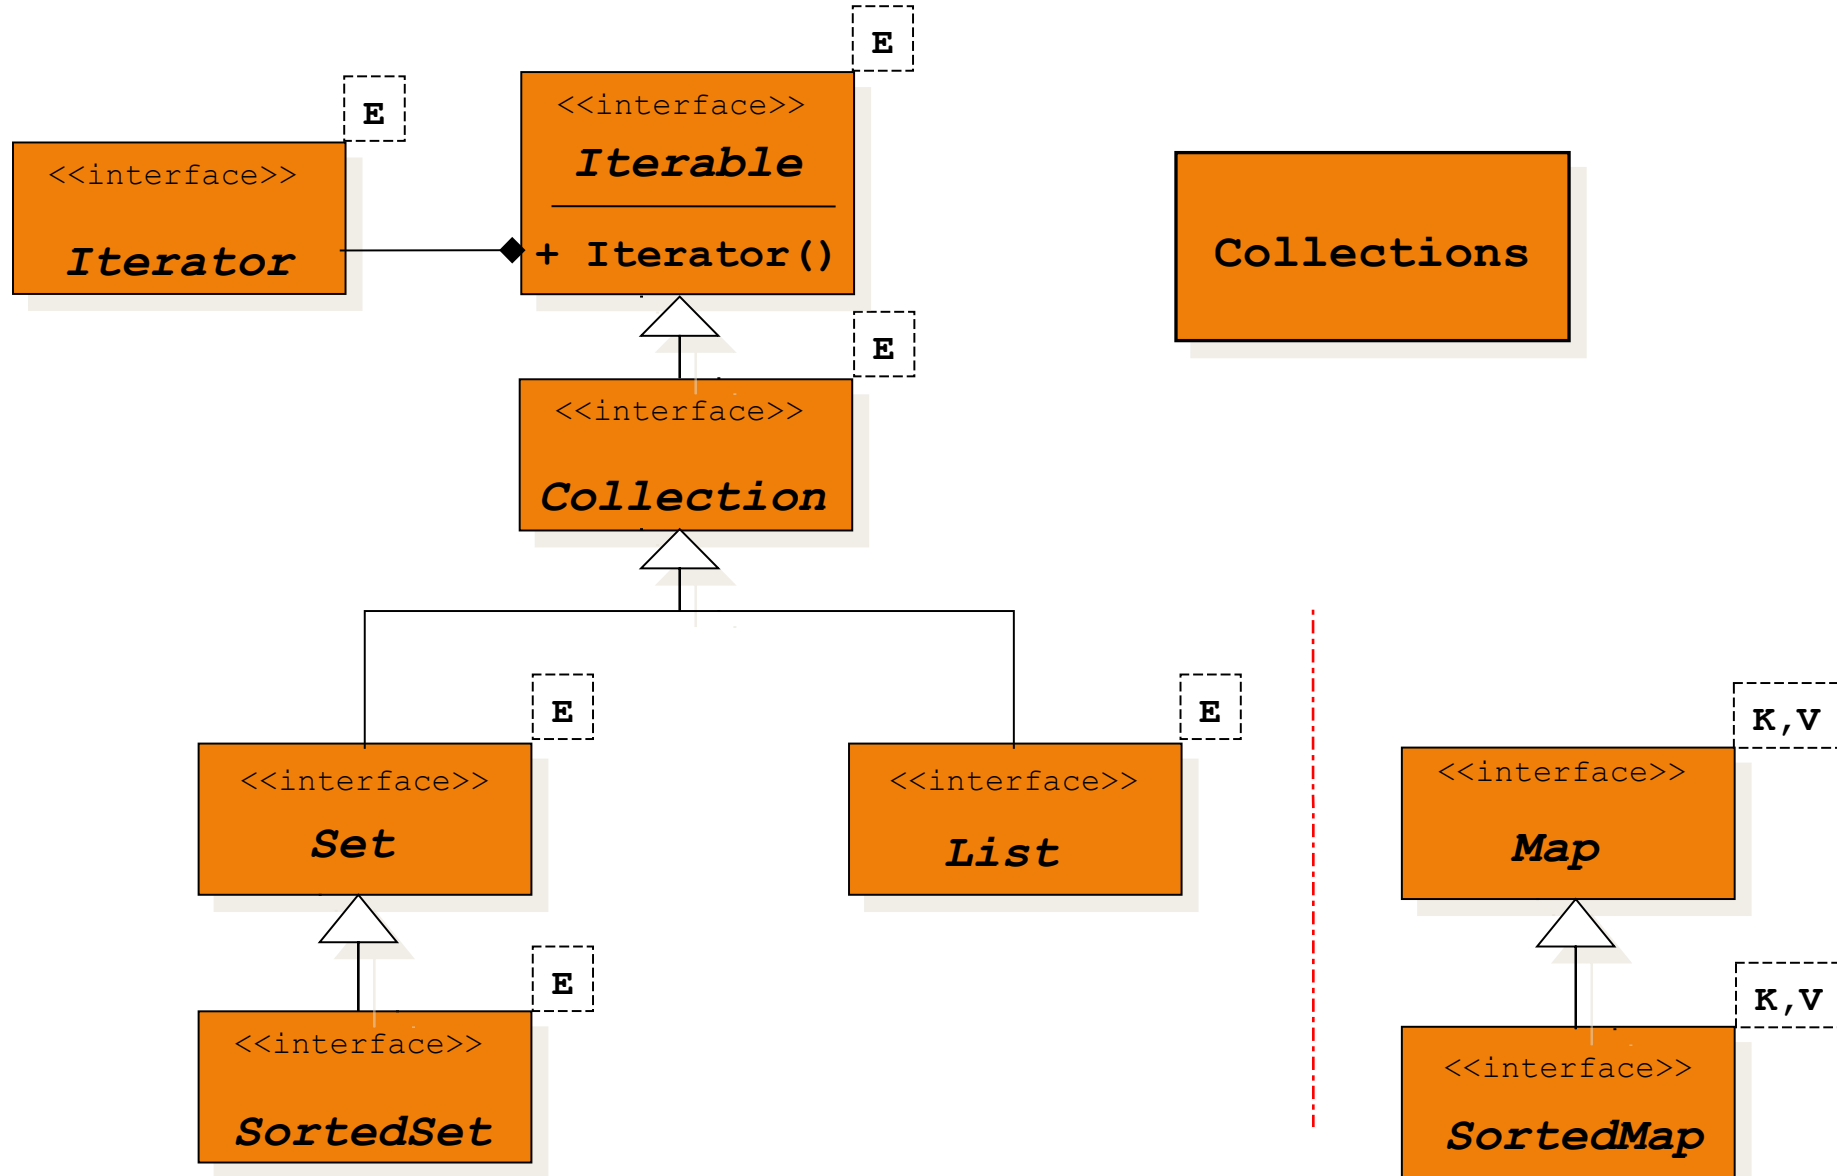 E
<<interface>>
Iterable
+ Iterator()
E
<<interface>>
Iterator
Collections
E
<<interface>>
Collection
E
<<interface>>
Set
E
<<interface>>
List
K,V
<<interface>>
Map
E
<<interface>>
SortedSet
K,V
<<interface>>
SortedMap